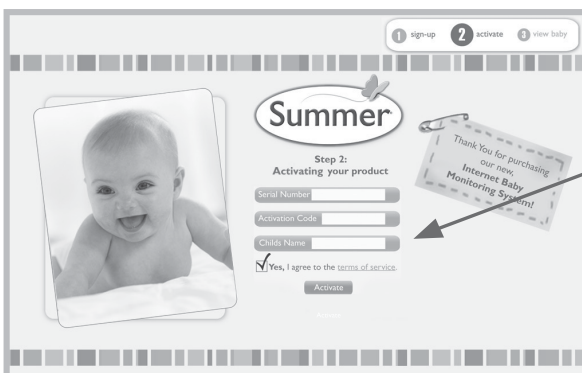 1 sign-up 2 activate 3 view baby
Summer
Step 2:
Activating your product
Serial Number
Activation Code
Childs Name
Yes, I agree to the terms of service.
Activate
Thank You for purchasing
our new,
Internet Baby
Monitoring System!